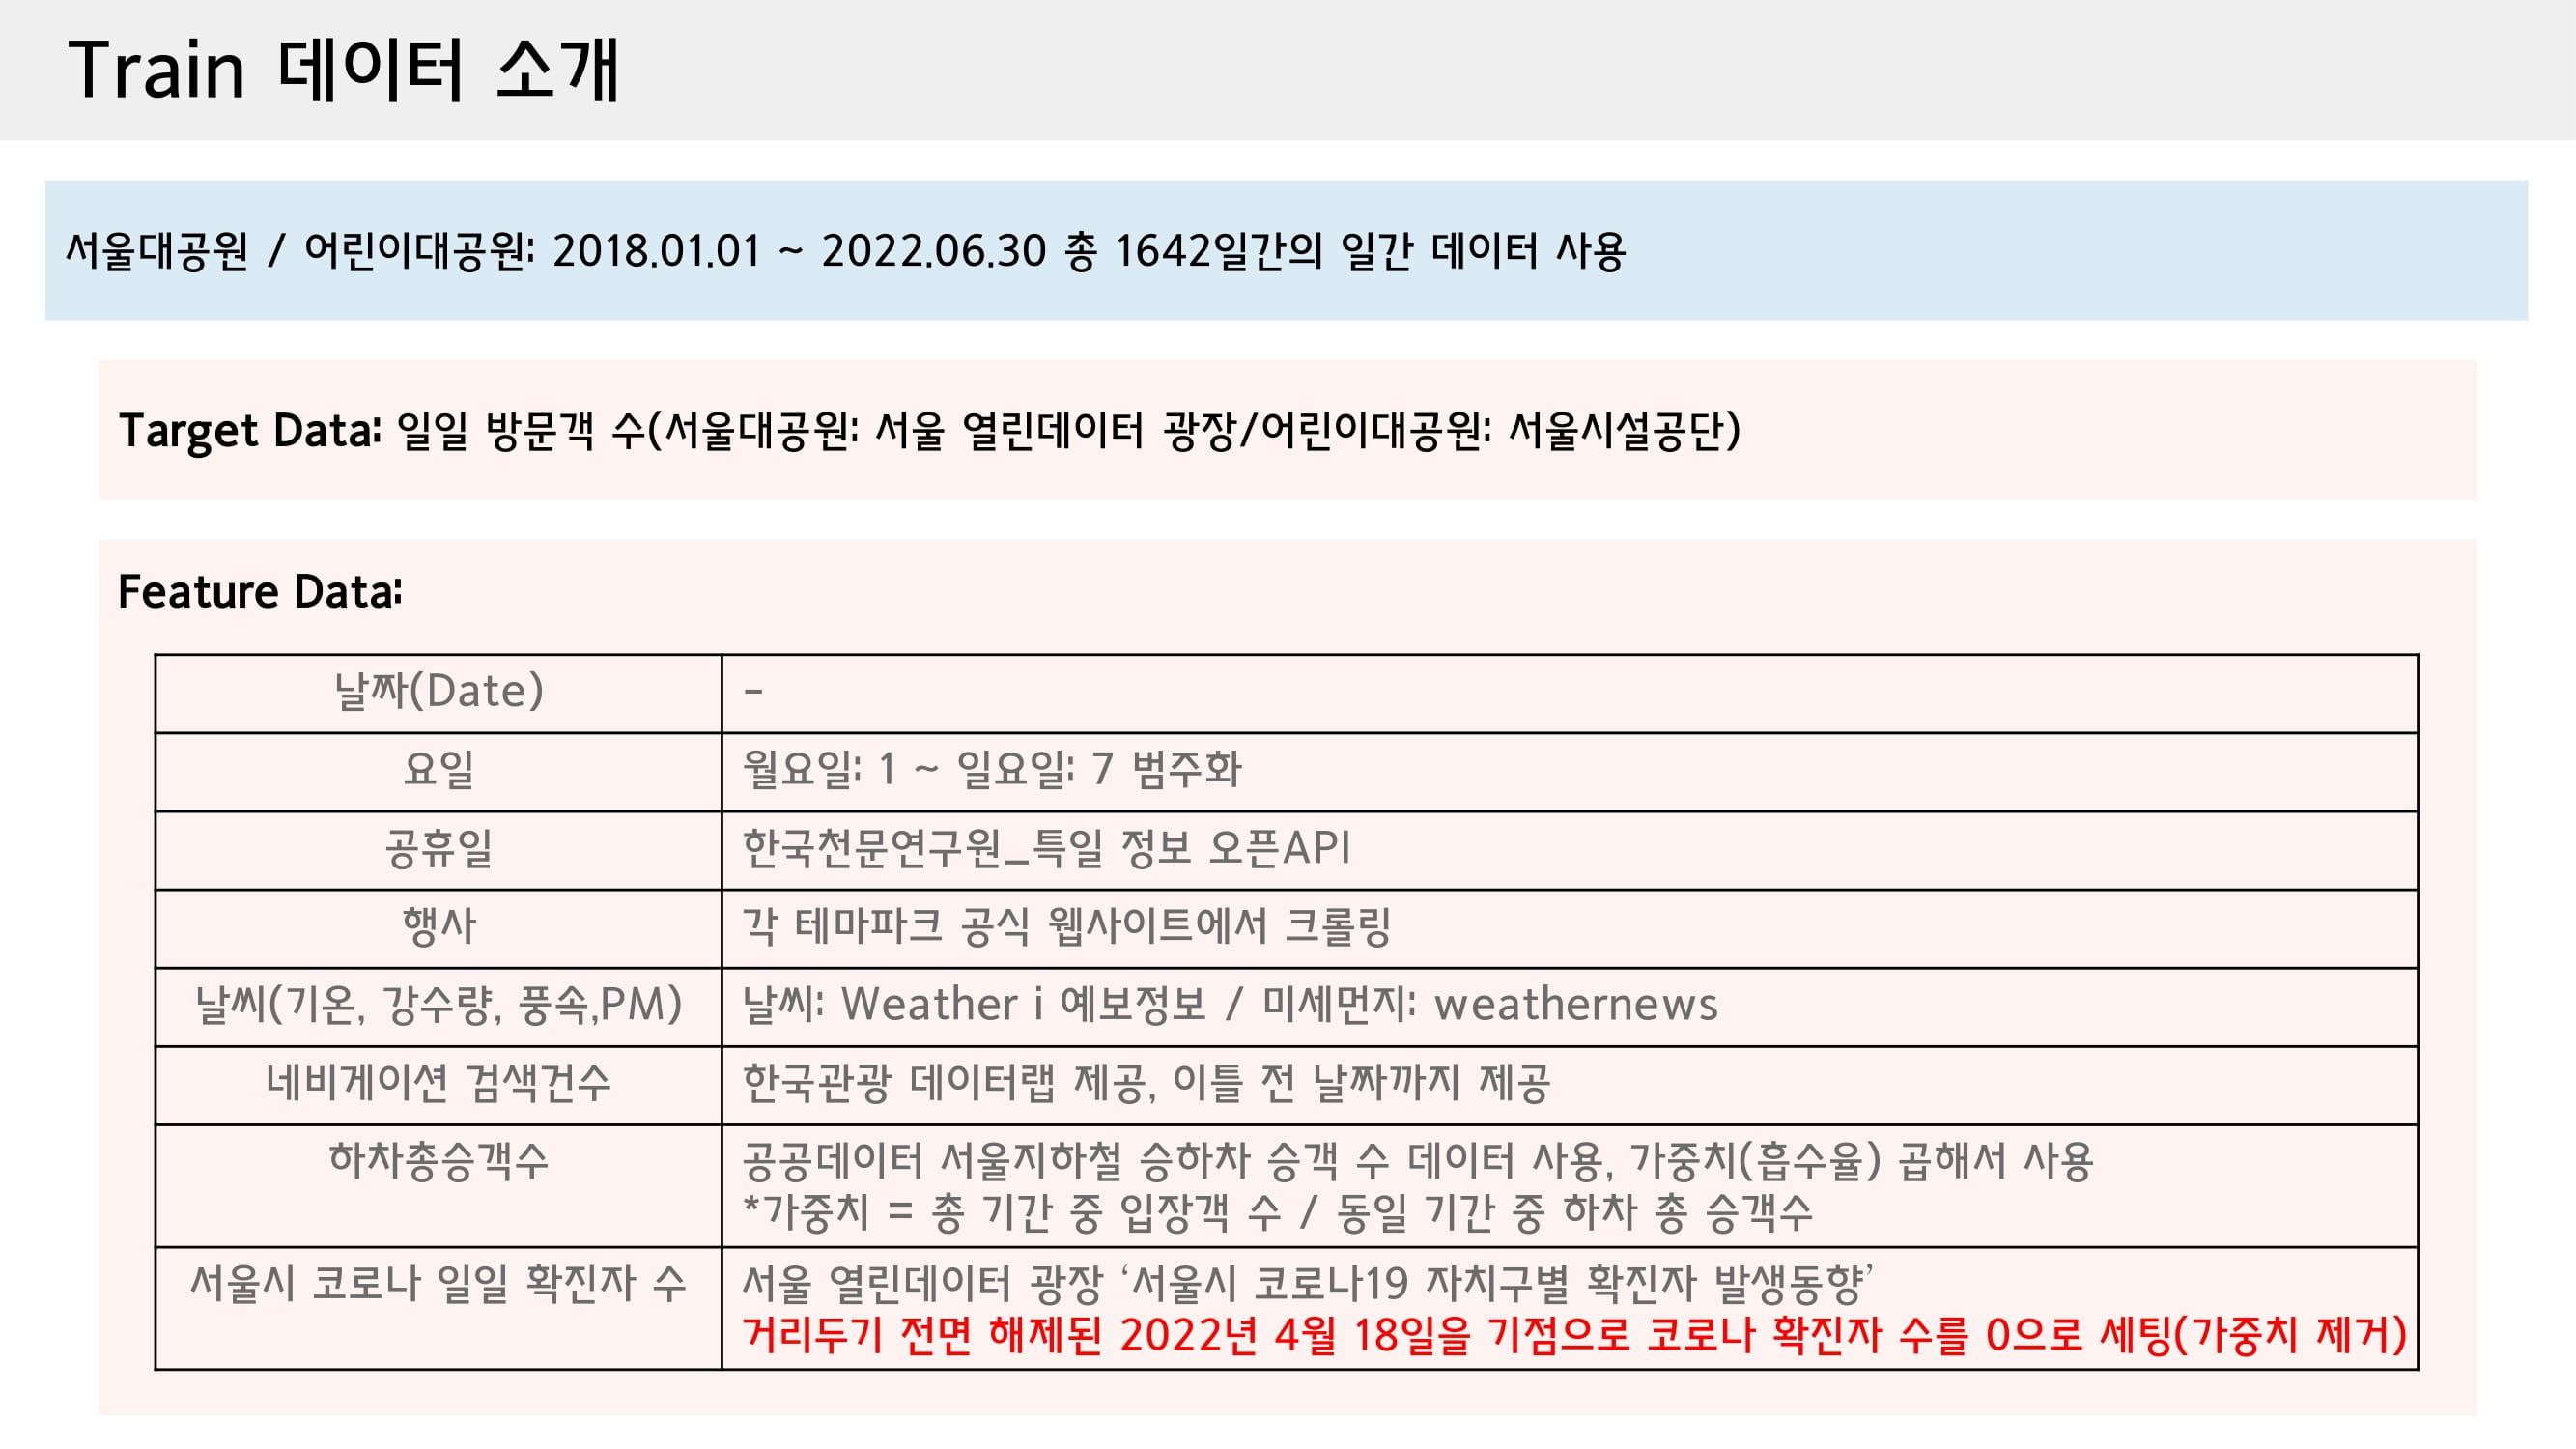 Train 데이터 소개
서울대공원 / 어린이대공원: 2018.01.01 ~ 2022.06.30 총 1642일간의 일간 데이터 사용
Target Data: 일일 방문객 수(서울대공원: 서울 열린데이터 광장/어린이대공원: 서울시설공단)
Feature Data:
날짜(Date) -
요일 월요일: 1 ~ 일요일: 7 범주화
공휴일 한국천문연구원_특일 정보 오픈API
행사 각 테마파크 공식 웹사이트에서 크롤링
날씨(기온, 강수량, 풍속,PM) 날씨: Weather i 예보정보 / 미세먼지: weathernews
네비게이션 검색건수 한국관광 데이터랩 제공, 이틀 전 날짜까지 제공
하차총승객수 공공데이터 서울지하철 승하차 승객 수 데이터 사용, 가중치(흡수율) 곱해서 사용
*가중치 = 총 기간 중 입장객 수 / 동일 기간 중 하차 총 승객수
서울시 코로나 일일 확진자 수 서울 열린데이터 광장 ‘서울시 코로나19 자치구별 확진자 발생동향’
거리두기 전면 해제된 2022년 4월 18일을 기점으로 코로나 확진자 수를 0으로 세팅(가중치 제거)